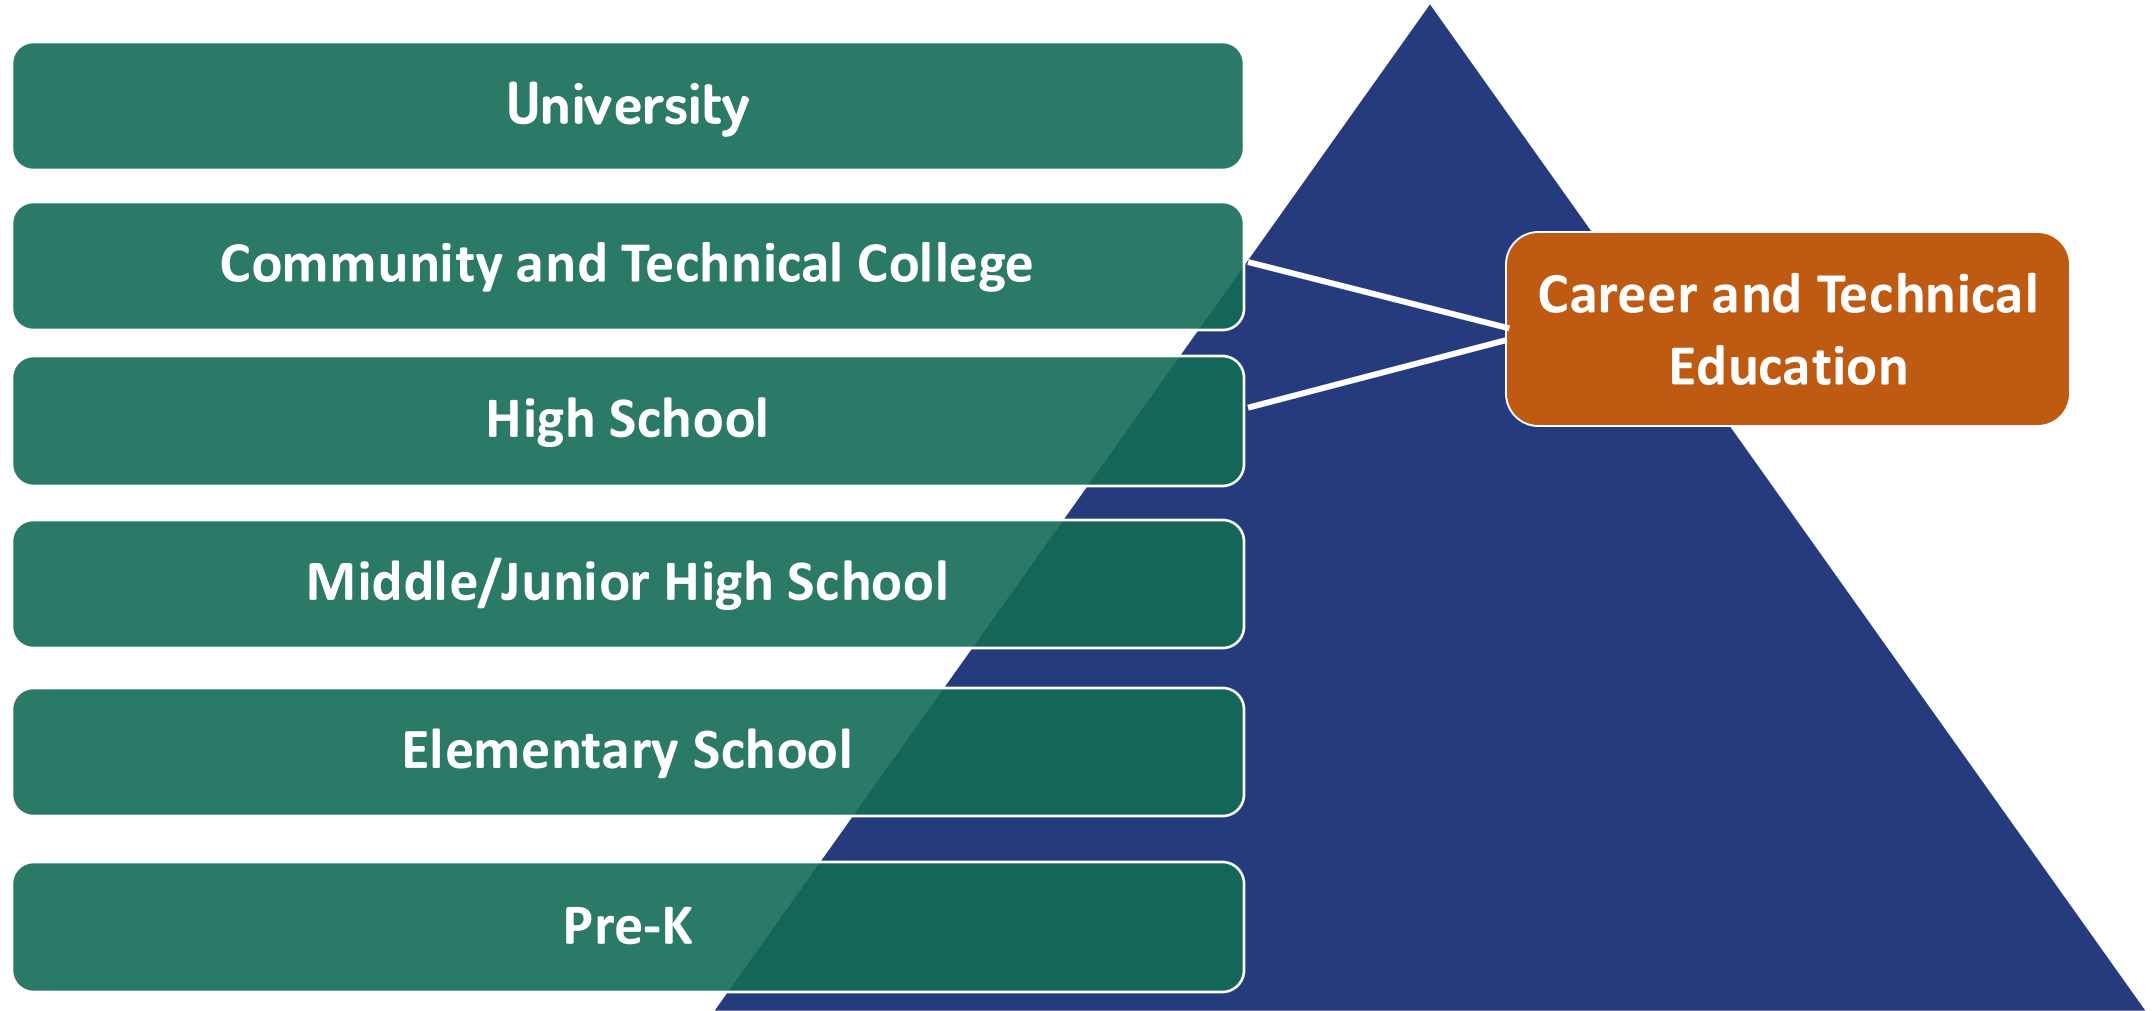 University
Community and Technical College
Career and Technical
Education
High School
Middle/Junior High School
Elementary School
Pre-K